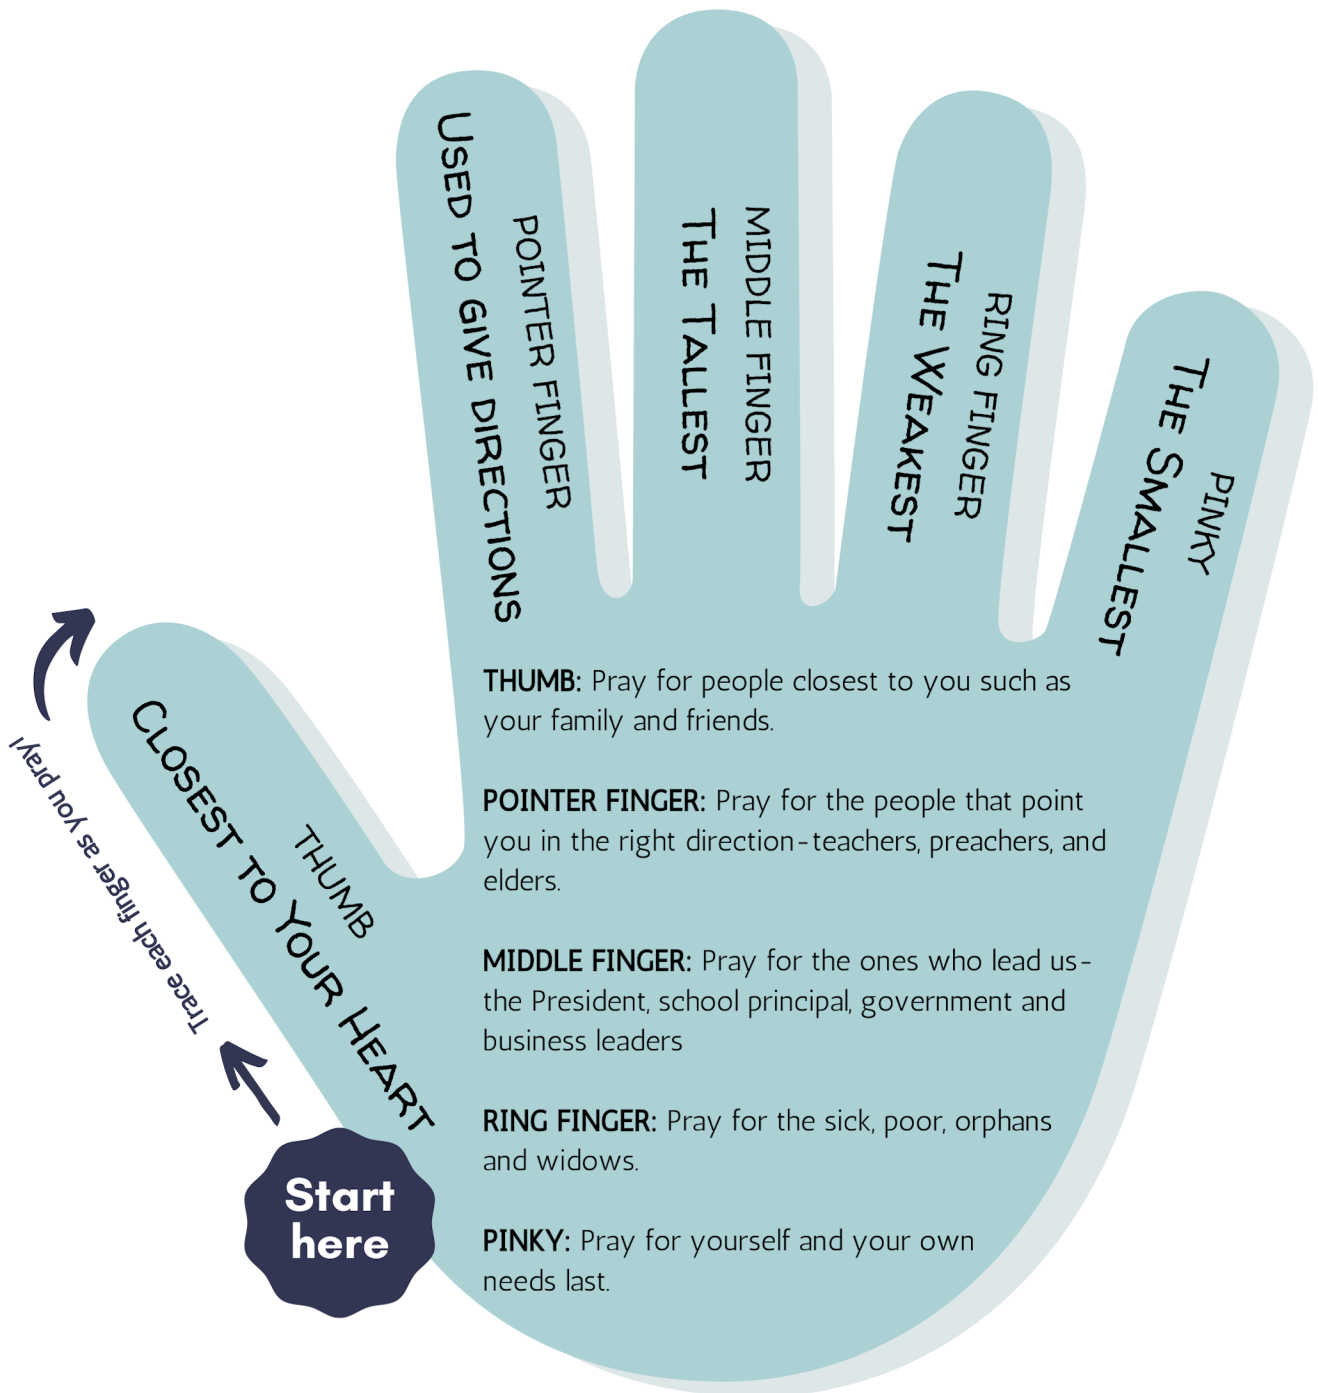 Start
here
Trace each finger as you pray!
CLOSEST TO YOUR HEART
THUMB
USED TO GIVE DIRECTIONS
POINTER FINGER
THE TALLEST
MIDDLE FINGER
THE WEAKEST
RING FINGER
THE SMALLEST
PINKY
THUMB: Pray for people closest to you such as
your family and friends.
POINTER FINGER: Pray for the people that point
you in the right direction-teachers, preachers, and
elders.
MIDDLE FINGER: Pray for the ones who lead us-
the President, school principal, government and
business leaders
RING FINGER: Pray for the sick, poor, orphans
and widows.
PINKY: Pray for yourself and your own
needs last.